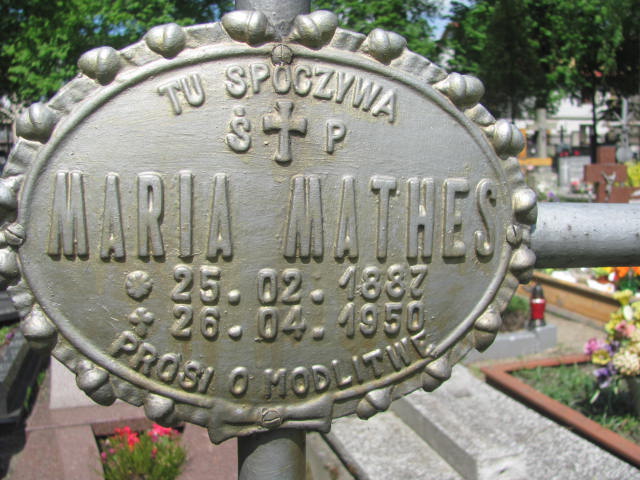 TU SPOCZYWA
Ś P
MARIA MATHES
25.02.1887
26.04.1950
PROSI O MODLITWĘ